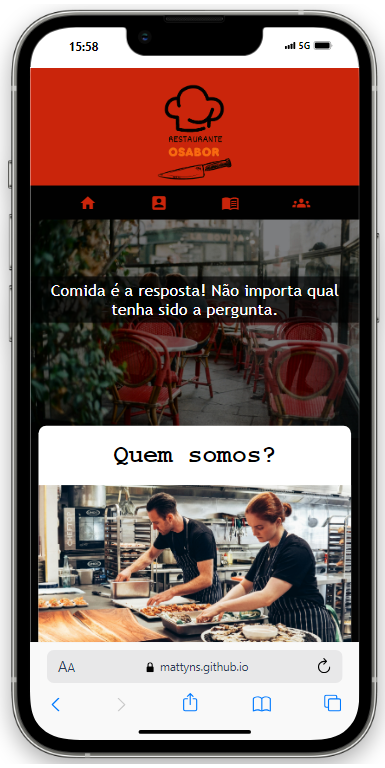 15:58
5G
RESTAURANTE
OSABOR
Comida é a resposta! Não importa qual
tenha sido a pergunta.
Quem somos?
AA
mattyns.github.io